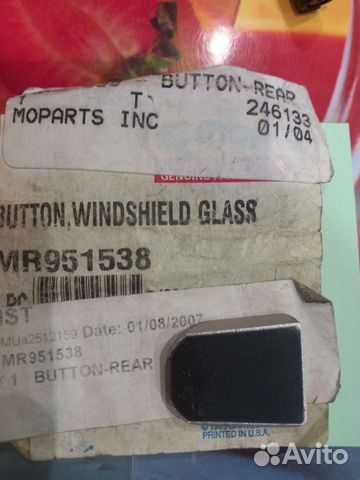 BUTTON-REAR
246133
MOPARTS INC
01/04
GENUINE
BUTTON,WINDSHIELD GLASS
MR951538
MUa2512159 Date: 01/08/2007
MR951538
1 BUTTON-REAR
PRINTED IN U.S.A.
Avito